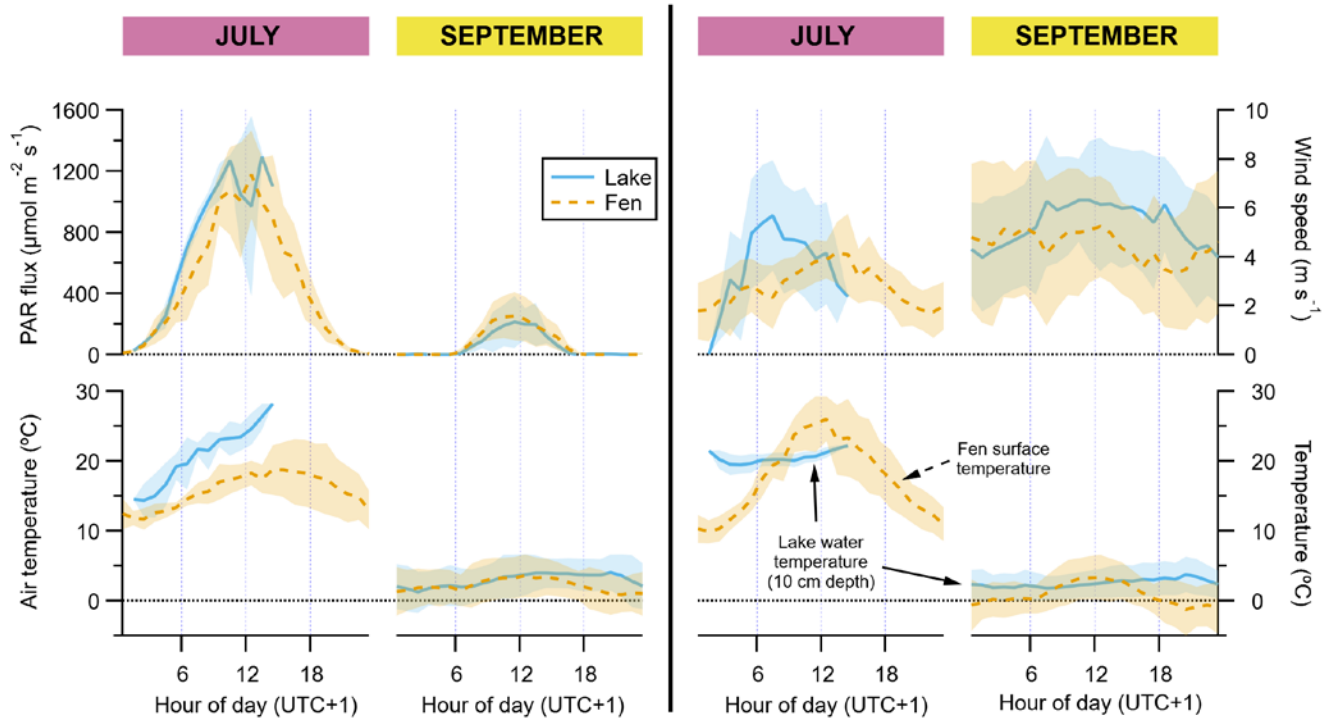 JULY
SEPTEMBER
JULY
SEPTEMBER
PAR flux (µmol m⁻² s⁻¹)
1600
1200
800
400
0
Lake
Fen
10
8
6
4
2
0
Wind speed (m s⁻¹)
Air temperature (ºC)
30
20
10
0
Fen surface
temperature
Lake water
temperature
(10 cm depth)
30
20
10
0
Temperature (ºC)
6 12 18
6 12 18
6 12 18
6 12 18
Hour of day (UTC+1)
Hour of day (UTC+1)
Hour of day (UTC+1)
Hour of day (UTC+1)